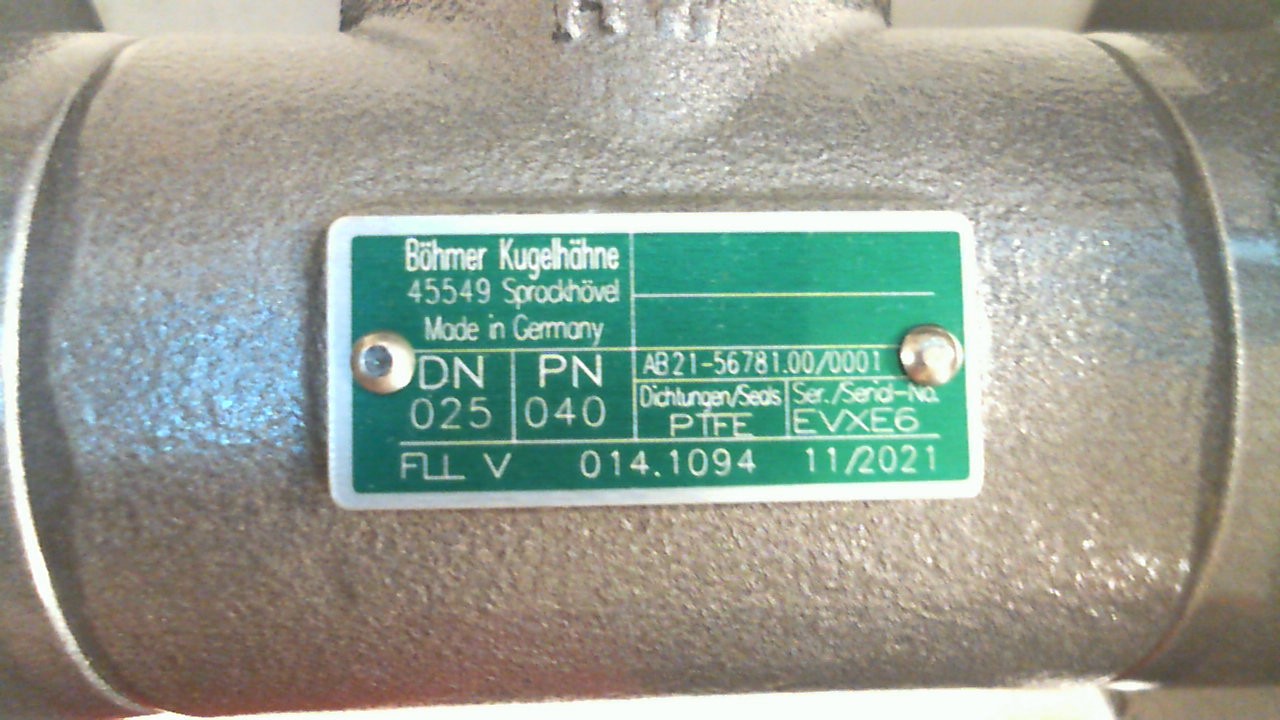 Böhmer Kugelhähne
45549 Sprockhövel
Made in Germany
DN PN
025 040
AB21-56781.00/0001
Dichtungen/Seals Ser./Serial-No.
PTFE EVXE6
FLL V 014.1094 11/2021